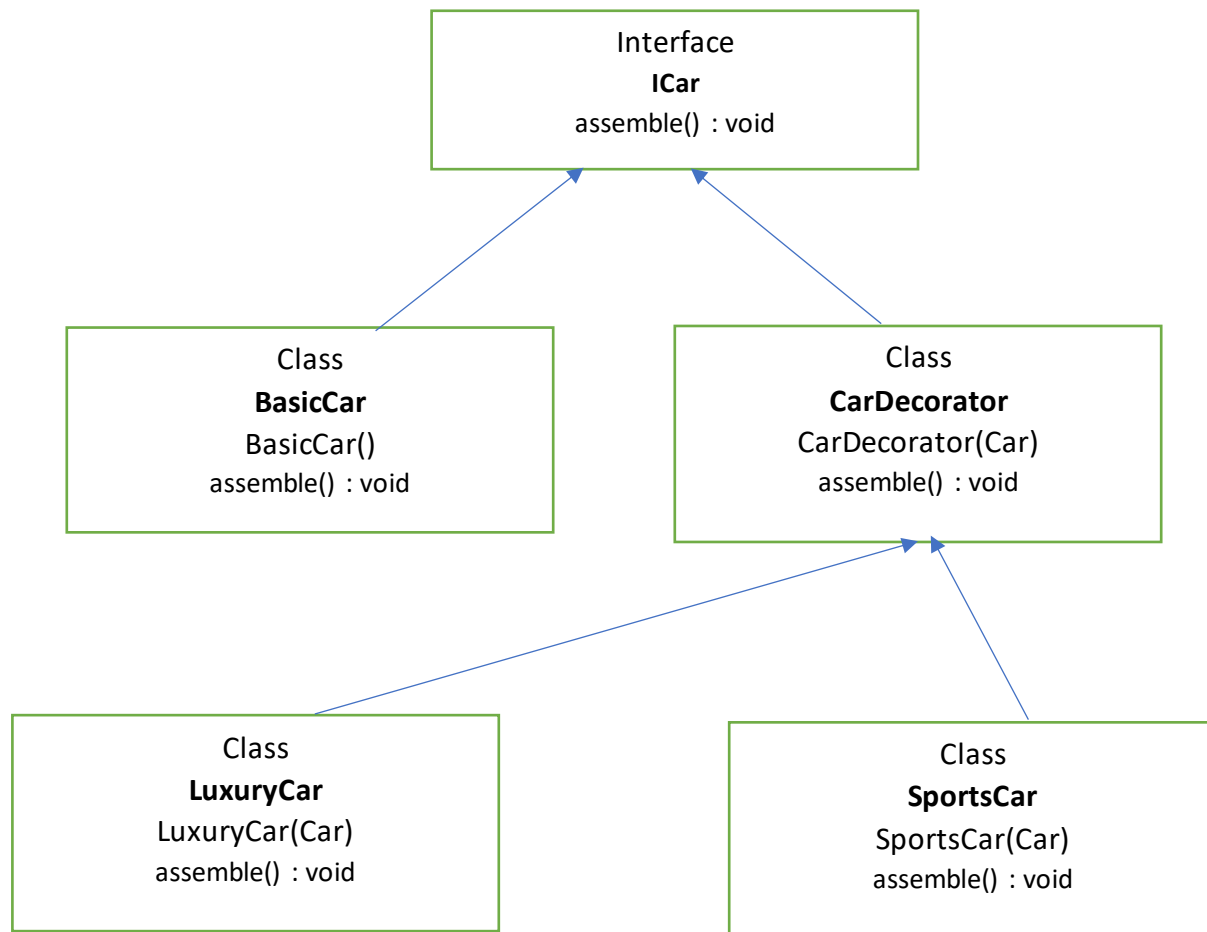 Interface
ICar
assemble() : void
Class
BasicCar
BasicCar()
assemble() : void
Class
CarDecorator
CarDecorator(Car)
assemble() : void
Class
LuxuryCar
LuxuryCar(Car)
assemble() : void
Class
SportsCar
SportsCar(Car)
assemble() : void